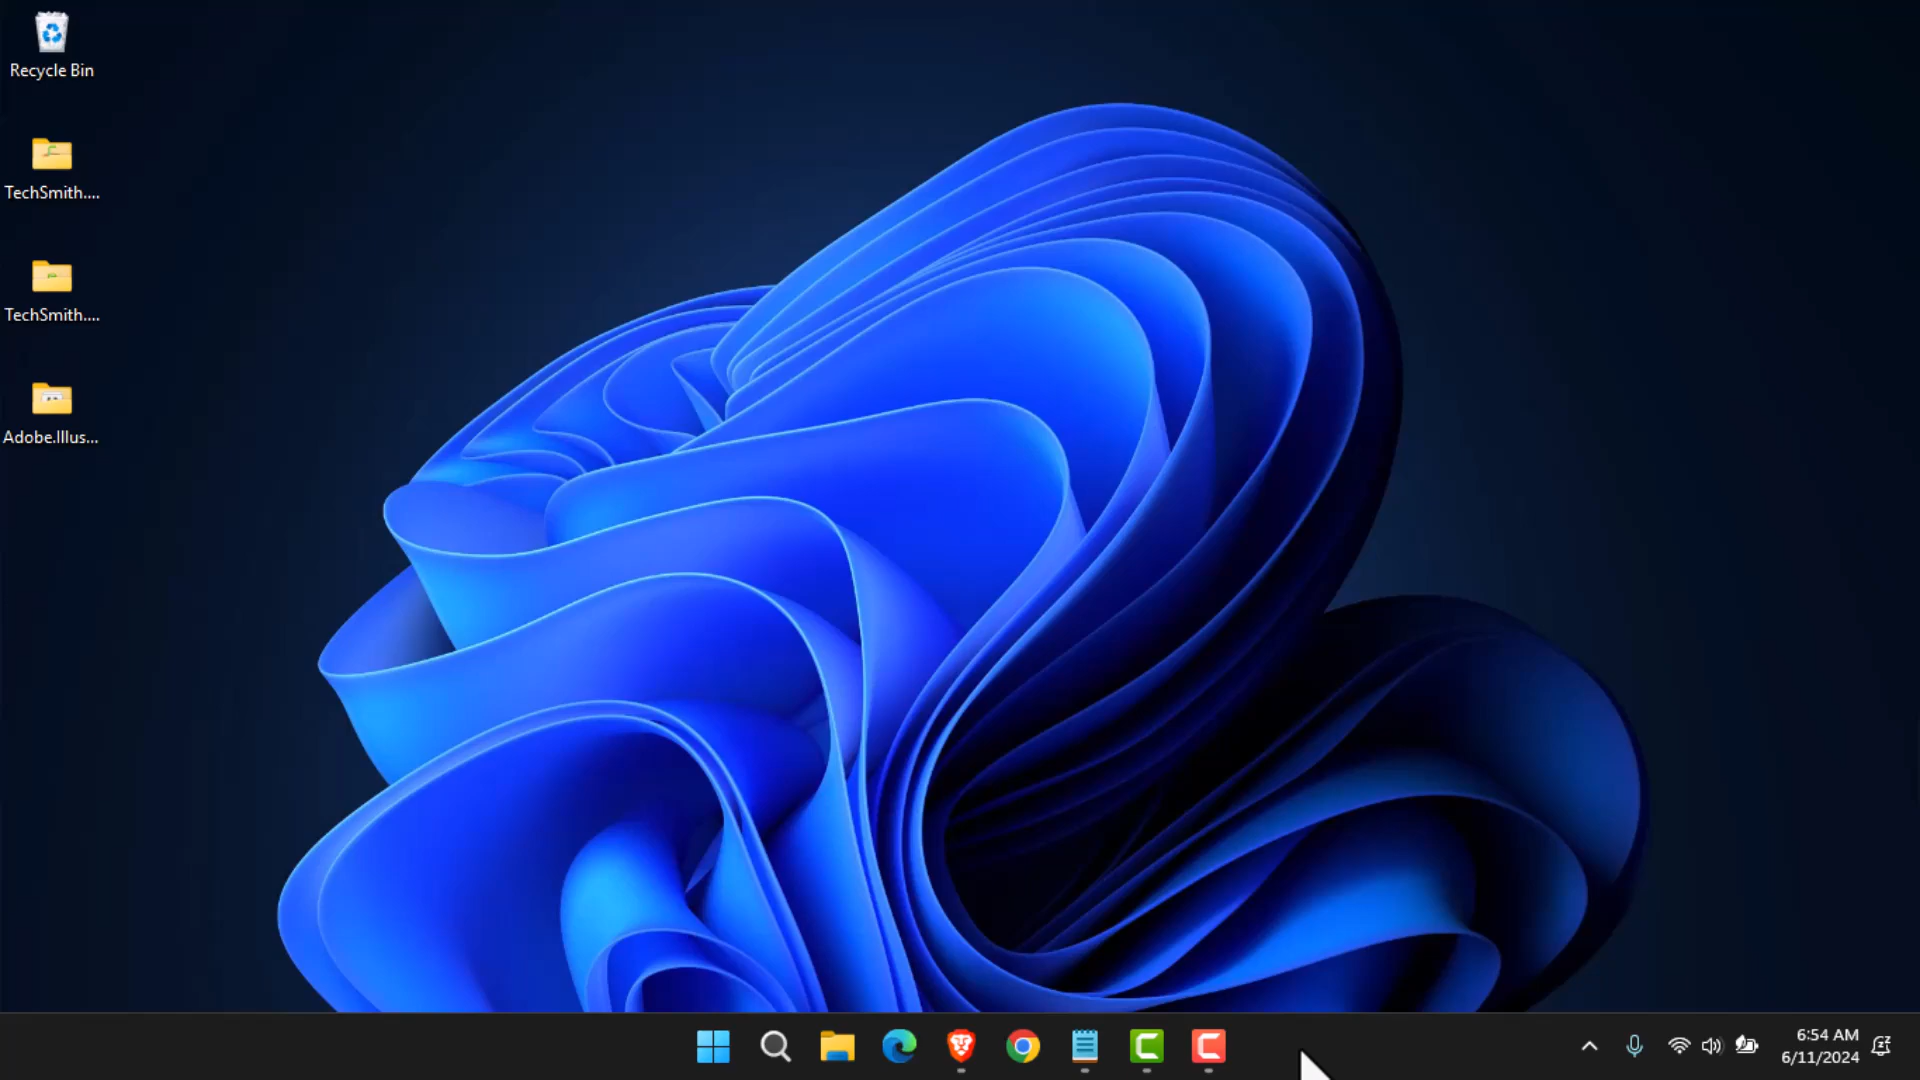 Recycle Bin
TechSmith....
TechSmith....
Adobe.Illus...
6:54 AM
6/11/2024